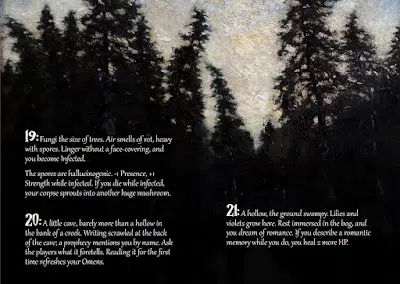 19: Fungi the size of trees. Air smells of rot, heavy
with spores. Linger without a face-covering, and
you become Infected.
The spores are hallucinogenic. -1 Presence, +1
Strength while infected. If you die while infected,
your corpse sprouts into another huge mushroom.
20: A little cave, barely more than a hollow in
the bank of a creek. Writing scrawled at the back
of the cave; a prophecy mentions you by name. Ask
the players what it foretells. Reading it for the first
time refreshes your Omens.
21: A hollow, the ground swampy. Lilies and
violets grow here. Rest immersed in the bog, and
you dream of romance. If you describe a romantic
memory while you do, you heal 2 more HP.